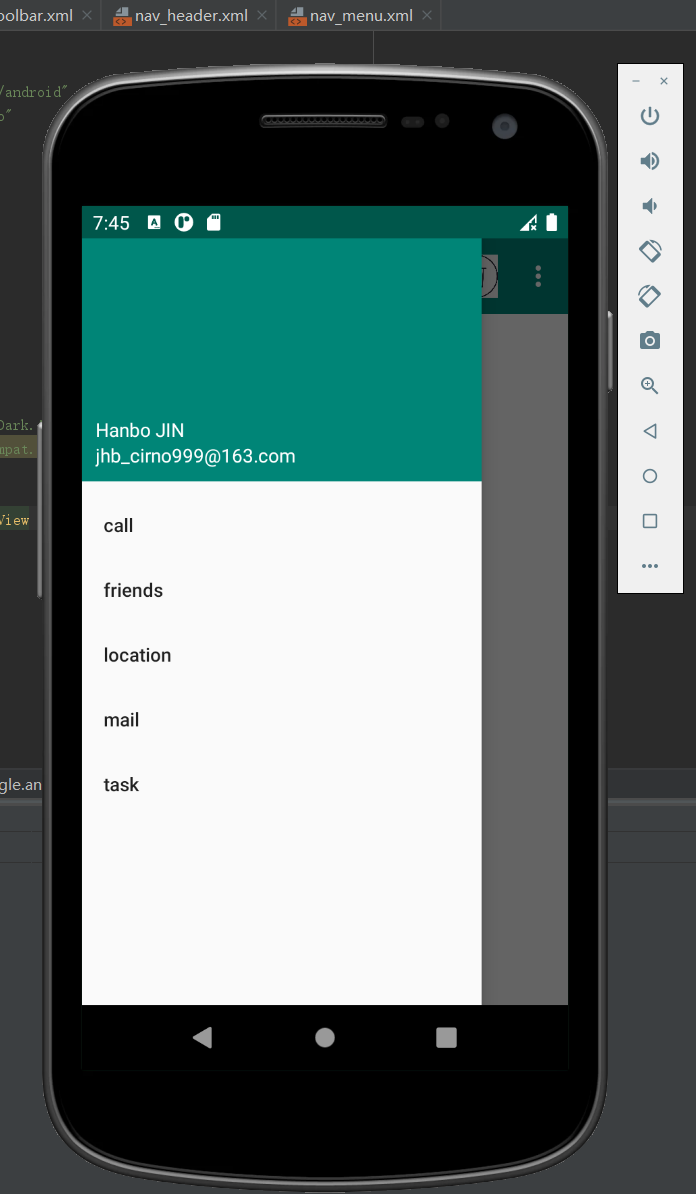 oolbar.xml
nav_header.xml
nav_menu.xml
/android"
o"
7:45
A
Hanbo JIN
jhb_cirno999@163.com
Dark.
mpat.
View
call
friends
location
mail
task
gle.an